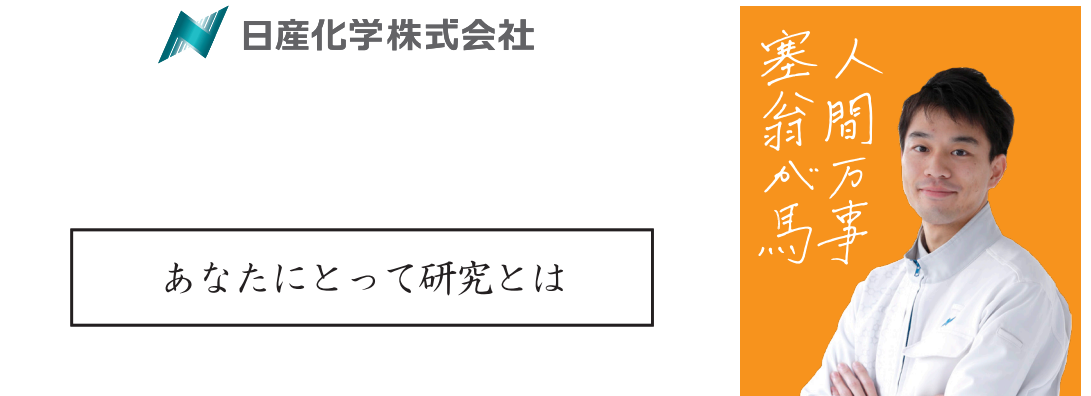 日産化学株式会社
あなたにとって研究とは
人間万事
塞翁が馬